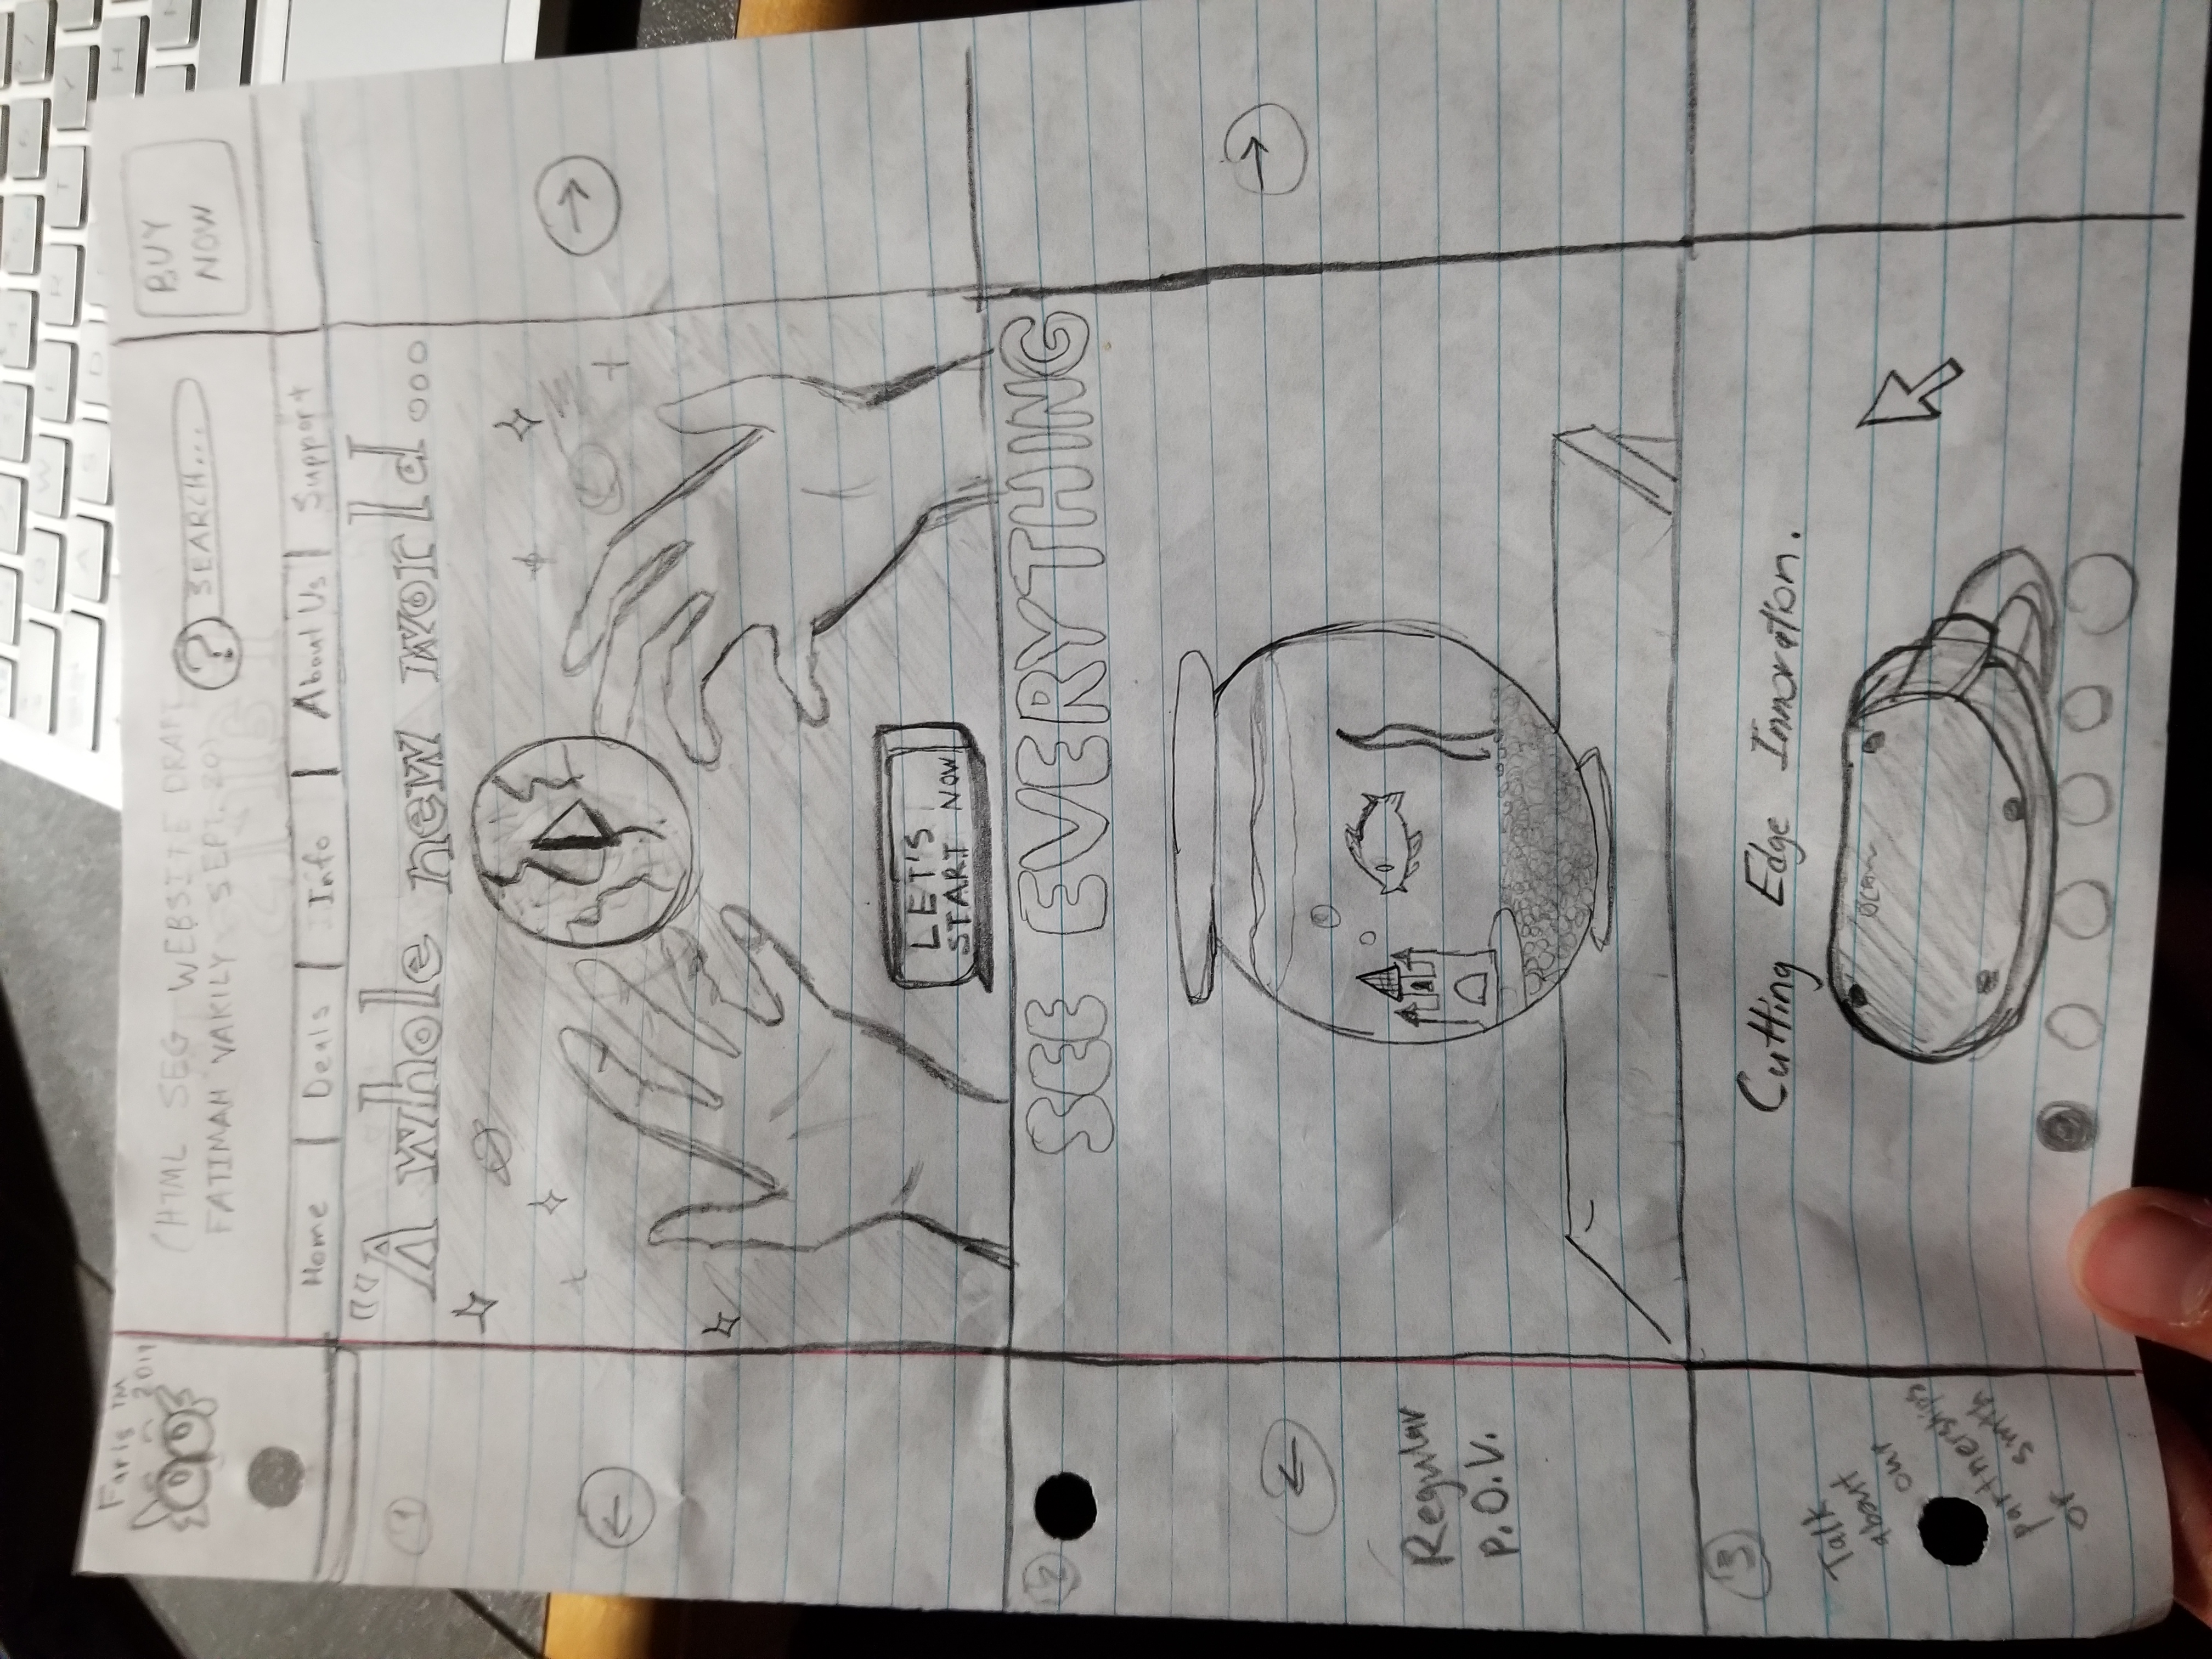 Faris TM
2019
(HTML SEG WEBSITE DRAFT
FATIMAH VAKILY SEPT. 20)
?
SEARCH...
BUY
NOW
Home | Deals | Info | About Us | Support
1
"A whole new world...
LET'S
START NOW
2
SEE EVERYTHING
Regular
P.O.V.
3
Cutting Edge Innovation.
Talk
about
our
partnerships
or smth